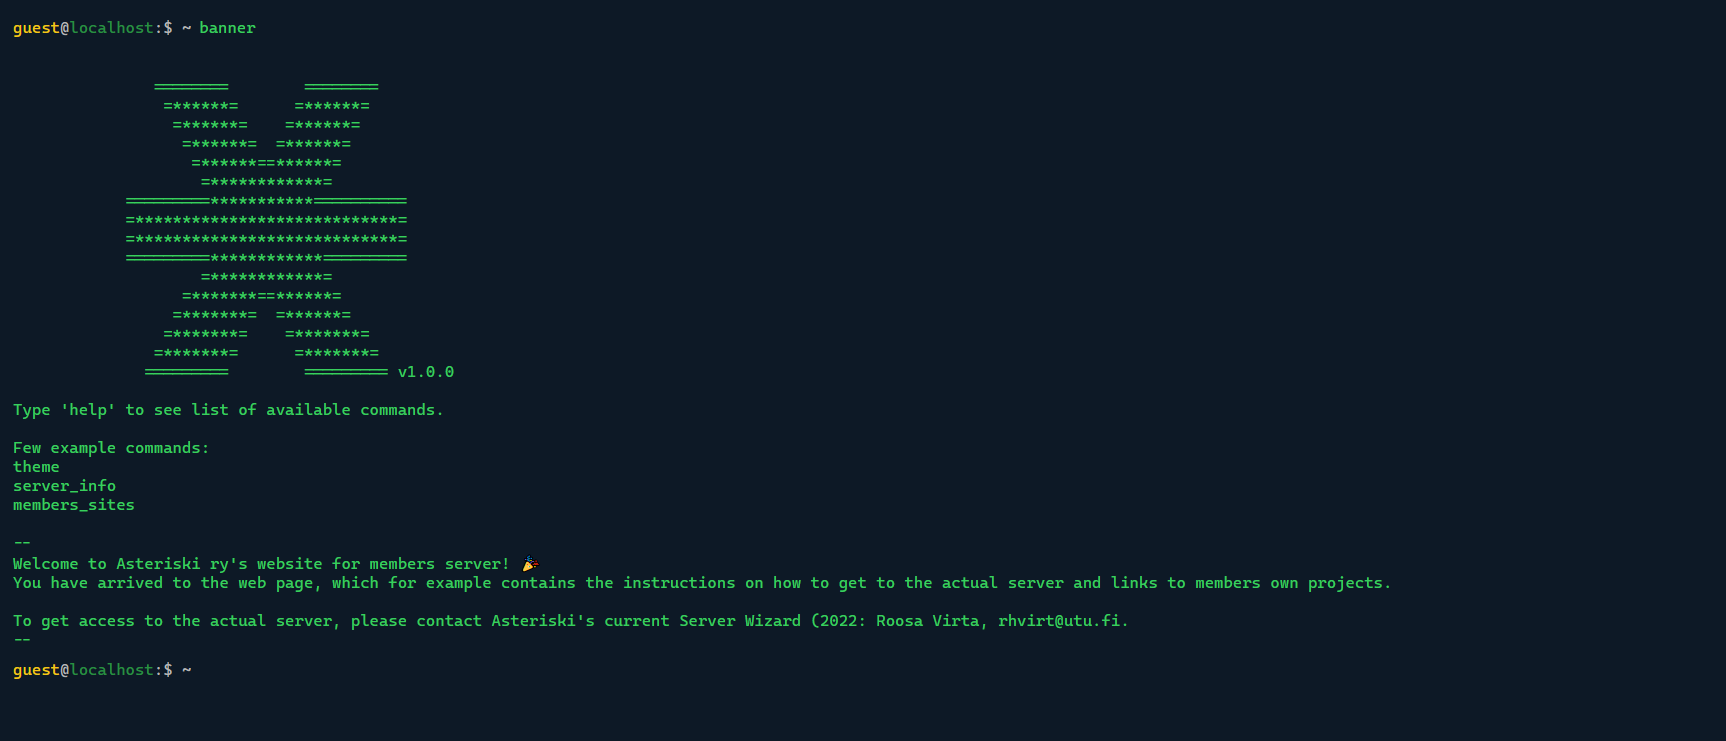 guest@localhost:$ ~ banner
════════        ════════
=******=      =******=
=******=    =******=
=******=  =******=
=******==******=
=************=
═════════***********══════════
=****************************=
=****************************=
═════════************═════════
=************=
=*******==******=
=*******=  =******=
=*******=    =*******=
=*******=      =*******=
═════════        ═════════ v1.0.0
Type 'help' to see list of available commands.
Few example commands:
theme
server_info
members_sites
--
Welcome to Asteriski ry's website for members server! 🎉
You have arrived to the web page, which for example contains the instructions on how to get to the actual server and links to members own projects.
To get access to the actual server, please contact Asteriski's current Server Wizard (2022: Roosa Virta, rhvirt@utu.fi.
--
guest@localhost:$ ~